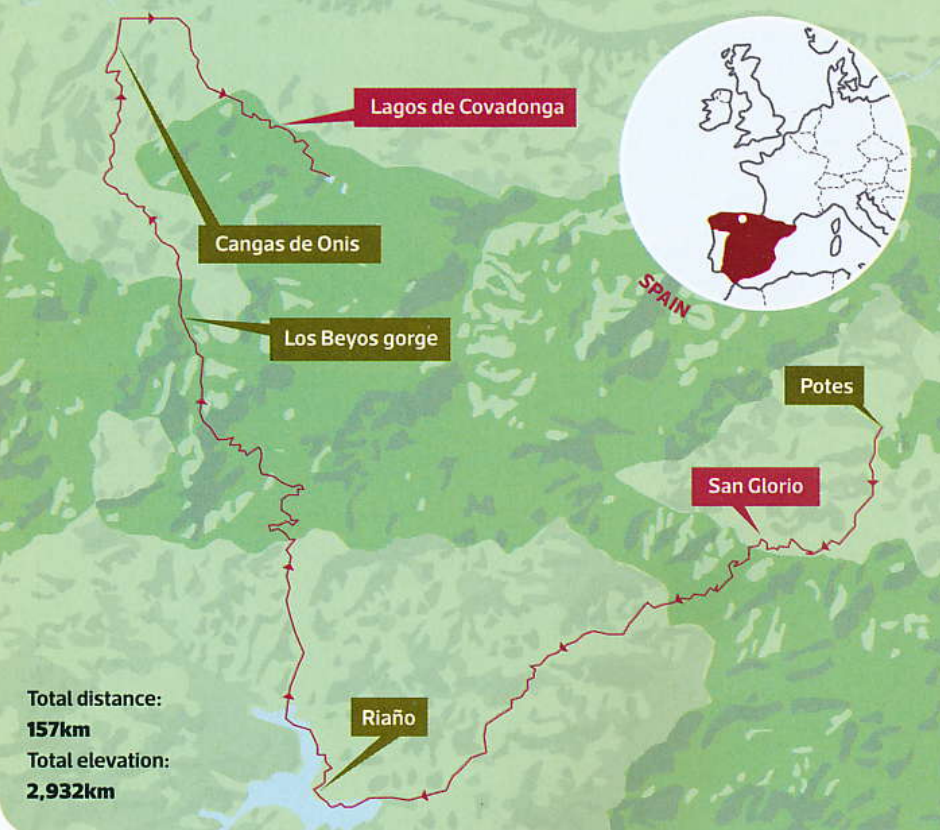 Lagos de Covadonga
Cangas de Onis
Los Beyos gorge
SPAIN
Potes
San Glorio
Riaño
Total distance:
157km
Total elevation:
2,932km